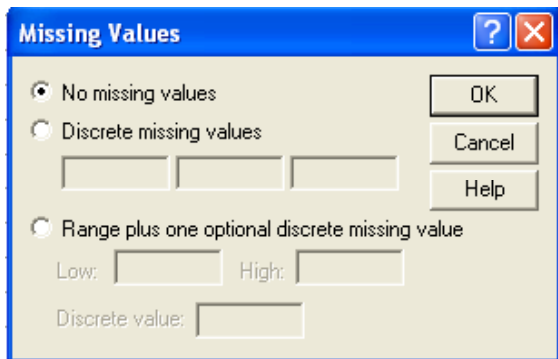 Missing Values
No missing values
OK
Discrete missing values
Cancel
Help
Range plus one optional discrete missing value
Low: High:
Discrete value: